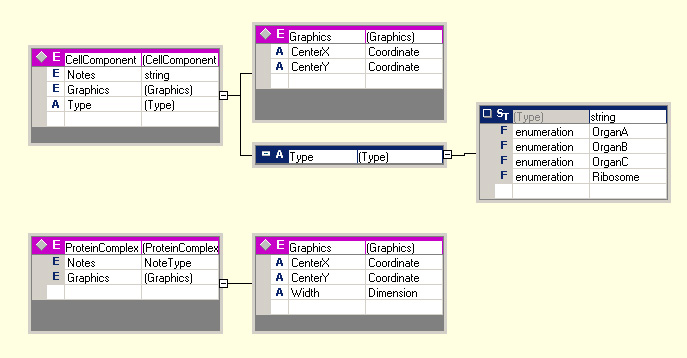 E CellComponent (CellComponent
E Notes string
E Graphics (Graphics)
A Type (Type)
E Graphics (Graphics)
A CenterX Coordinate
A CenterY Coordinate
A Type (Type)
ST (Type) string
F enumeration OrganA
F enumeration OrganB
F enumeration OrganC
F enumeration Ribosome
E ProteinComplex (ProteinComplex
E Notes NoteType
E Graphics (Graphics)
E Graphics (Graphics)
A CenterX Coordinate
A CenterY Coordinate
A Width Dimension